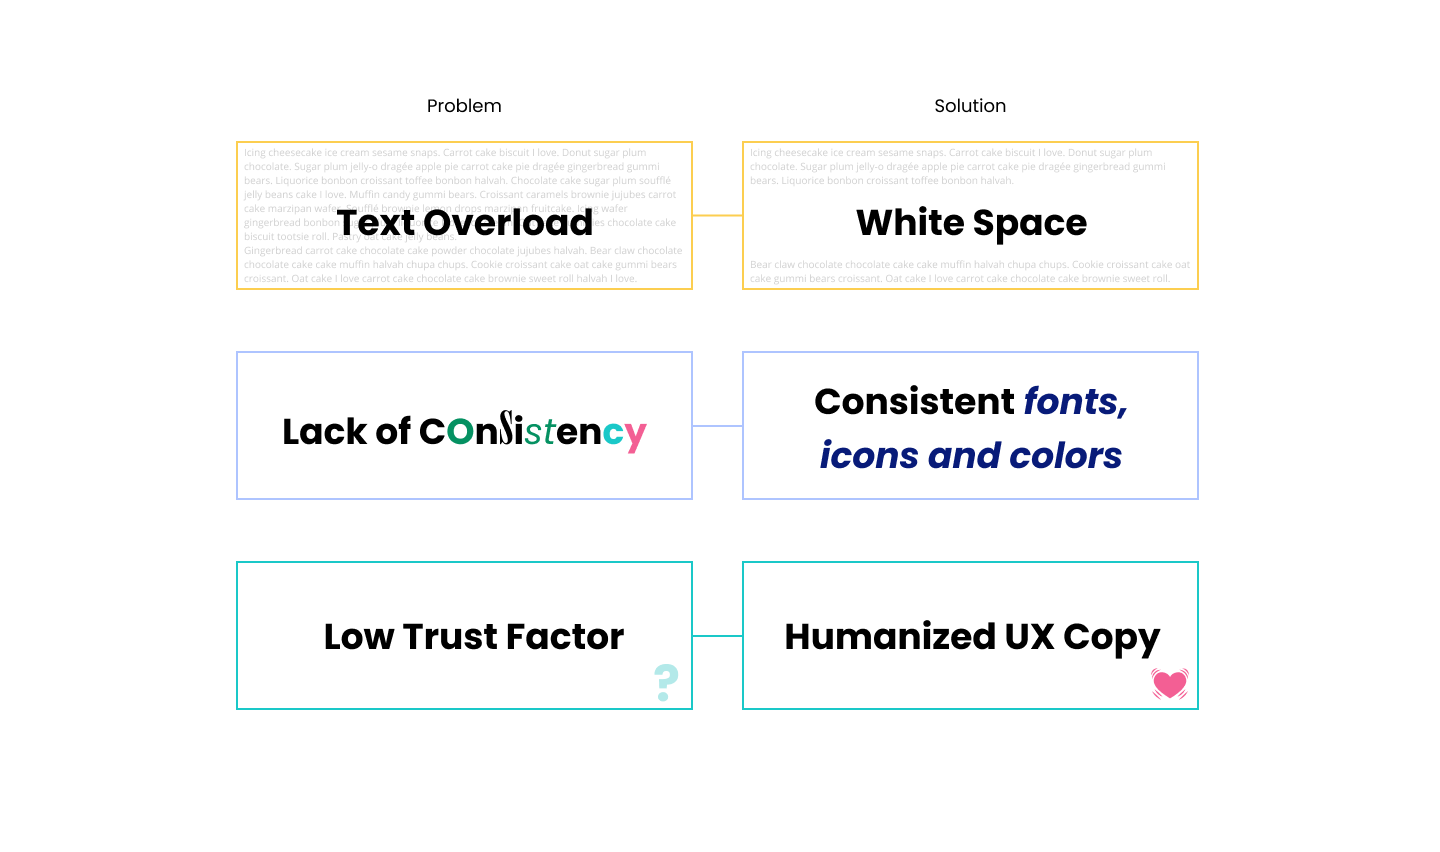 Problem
Solution
Icing cheesecake ice cream sesame snaps. Carrot cake biscuit I love. Donut sugar plum
chocolate. Sugar plum jelly-o dragée apple pie carrot cake pie dragée gingerbread gummi
bears. Liquorice bonbon croissant toffee bonbon halvah. Chocolate cake sugar plum soufflé
jelly beans cake I love. Muffin candy gummi bears. Croissant caramels brownie jujubes carrot
cake marzipan wafer. Soufflé brownie lemon drops marzipan fruitcake. Icing wafer
gingerbread bonbon chocolate cake
biscuit tootsie roll. Pastry oat cake jelly beans.
Gingerbread carrot cake chocolate cake powder chocolate jujubes halvah. Bear claw chocolate
chocolate cake cake muffin halvah chupa chups. Cookie croissant cake oat cake gummi bears
croissant. Oat cake I love carrot cake chocolate cake brownie sweet roll halvah I love.
Text Overload
Icing cheesecake ice cream sesame snaps. Carrot cake biscuit I love. Donut sugar plum
chocolate. Sugar plum jelly-o dragée apple pie carrot cake pie dragée gingerbread gummi
bears. Liquorice bonbon croissant toffee bonbon halvah.
White Space
Bear claw chocolate chocolate cake cake muffin halvah chupa chups. Cookie croissant cake oat
cake gummi bears croissant. Oat cake I love carrot cake chocolate cake brownie sweet roll.
Lack of COnSistency
Consistent fonts,
icons and colors
Low Trust Factor
?
Humanized UX Copy